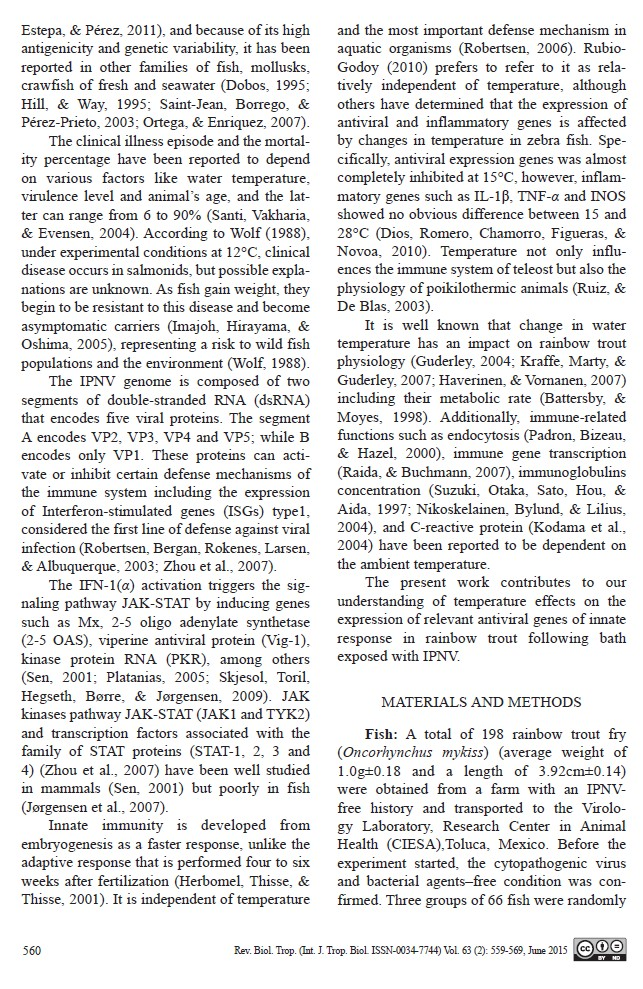 Estepa, & Pérez, 2011), and because of its high
antigenicity and genetic variability, it has been
reported in other families of fish, mollusks,
crawfish of fresh and seawater (Dobos, 1995;
Hill, & Way, 1995; Saint-Jean, Borrego, &
Pérez-Prieto, 2003; Ortega, & Enriquez, 2007).
The clinical illness episode and the mortal-
ity percentage have been reported to depend
on various factors like water temperature,
virulence level and animal's age, and the lat-
ter can range from 6 to 90% (Santi, Vakharia,
& Evensen, 2004). According to Wolf (1988),
under experimental conditions at 12°C, clinical
disease occurs in salmonids, but possible expla-
nations are unknown. As fish gain weight, they
begin to be resistant to this disease and become
asymptomatic carriers (Imajoh, Hirayama, &
Oshima, 2005), representing a risk to wild fish
populations and the environment (Wolf, 1988).
The IPNV genome is composed of two
segments of double-stranded RNA (dsRNA)
that encodes five viral proteins. The segment
A encodes VP2, VP3, VP4 and VP5; while B
encodes only VP1. These proteins can acti-
vate or inhibit certain defense mechanisms of
the immune system including the expression
of Interferon-stimulated genes (ISGs) type1,
considered the first line of defense against viral
infection (Robertsen, Bergan, Rokenes, Larsen,
& Albuquerque, 2003; Zhou et al., 2007).
The IFN-1(α) activation triggers the sig-
naling pathway JAK-STAT by inducing genes
such as Mx, 2-5 oligo adenylate synthetase
(2-5 OAS), viperine antiviral protein (Vig-1),
kinase protein RNA (PKR), among others
(Sen, 2001; Platanias, 2005; Skjesol, Toril,
Hegseth, Børre, & Jørgensen, 2009). JAK
kinases pathway JAK-STAT (JAK1 and TYK2)
and transcription factors associated with the
family of STAT proteins (STAT-1, 2, 3 and
4) (Zhou et al., 2007) have been well studied
in mammals (Sen, 2001) but poorly in fish
(Jørgensen et al., 2007).
Innate immunity is developed from
embryogenesis as a faster response, unlike the
adaptive response that is performed four to six
weeks after fertilization (Herbomel, Thisse, &
Thisse, 2001). It is independent of temperature
and the most important defense mechanism in
aquatic organisms (Robertsen, 2006). Rubio-
Godoy (2010) prefers to refer to it as rela-
tively independent of temperature, although
others have determined that the expression of
antiviral and inflammatory genes is affected
by changes in temperature in zebra fish. Spe-
cifically, antiviral expression genes was almost
completely inhibited at 15°C, however, inflam-
matory genes such as IL-1β, TNF-α and INOS
showed no obvious difference between 15 and
28°C (Dios, Romero, Chamorro, Figueras, &
Novoa, 2010). Temperature not only influ-
ences the immune system of teleost but also the
physiology of poikilothermic animals (Ruiz, &
De Blas, 2003).
It is well known that change in water
temperature has an impact on rainbow trout
physiology (Guderley, 2004; Kraffe, Marty, &
Guderley, 2007; Haverinen, & Vornanen, 2007)
including their metabolic rate (Battersby, &
Moyes, 1998). Additionally, immune-related
functions such as endocytosis (Padron, Bizeau,
& Hazel, 2000), immune gene transcription
(Raida, & Buchmann, 2007), immunoglobulins
concentration (Suzuki, Otaka, Sato, Hou, &
Aida, 1997; Nikoskelainen, Bylund, & Lilius,
2004), and C-reactive protein (Kodama et al.,
2004) have been reported to be dependent on
the ambient temperature.
The present work contributes to our
understanding of temperature effects on the
expression of relevant antiviral genes of innate
response in rainbow trout following bath
exposed with IPNV.
MATERIALS AND METHODS
Fish: A total of 198 rainbow trout fry
(Oncorhynchus mykiss) (average weight of
1.0g±0.18 and a length of 3.92cm±0.14)
were obtained from a farm with an IPNV-
free history and transported to the Virolo-
gy Laboratory, Research Center in Animal
Health (CIESA),Toluca, Mexico. Before the
experiment started, the cytopathogenic virus
and bacterial agents–free condition was con-
firmed. Three groups of 66 fish were randomly
560
Rev. Biol. Trop. (Int. J. Trop. Biol. ISSN-0034-7744) Vol. 63 (2): 559-569, June 2015
cc
BY ND